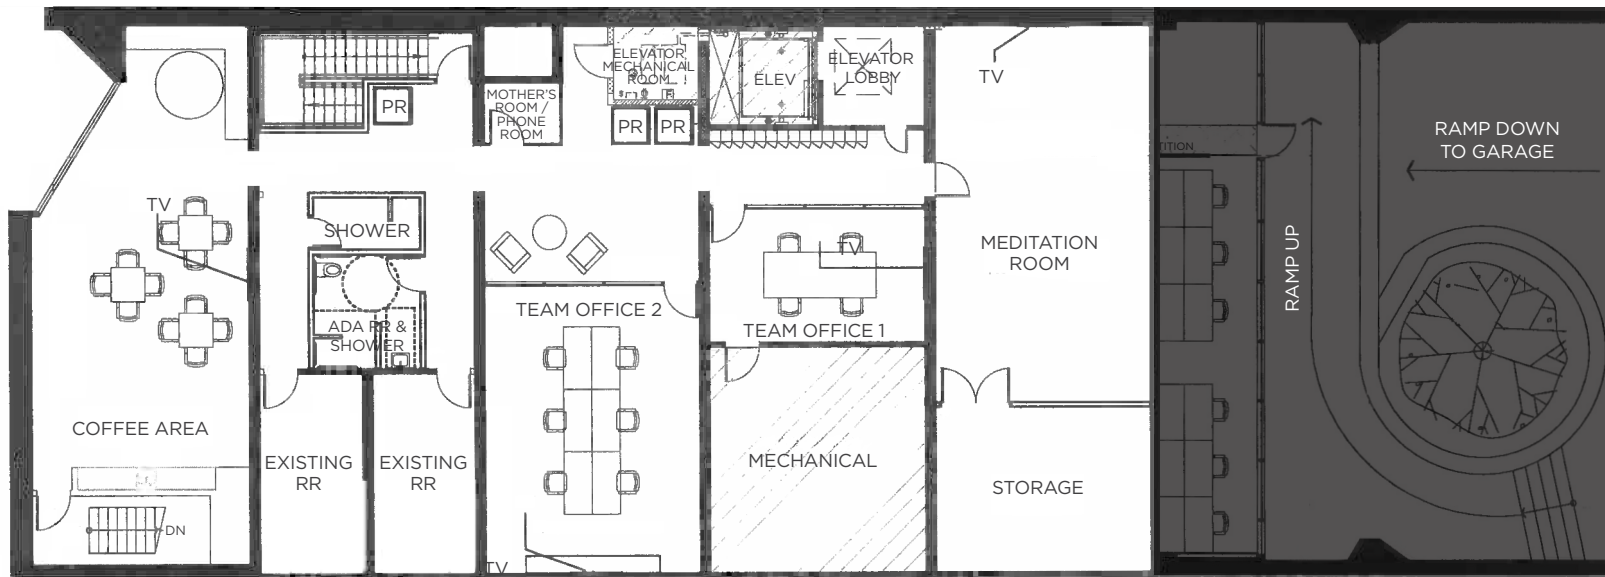 ELEVATOR
MECHANICAL
ROOM
ELEV
ELEVATOR
LOBBY
TV
PR
MOTHER'S
ROOM /
PHONE
ROOM
PR
PR
RAMP DOWN
TO GARAGE
TITION
TV
SHOWER
TV
MEDITATION
ROOM
RAMP UP
TEAM OFFICE 2
ADA RR &
SHOWER
TEAM OFFICE 1
COFFEE AREA
EXISTING
RR
EXISTING
RR
MECHANICAL
STORAGE
DN
TV